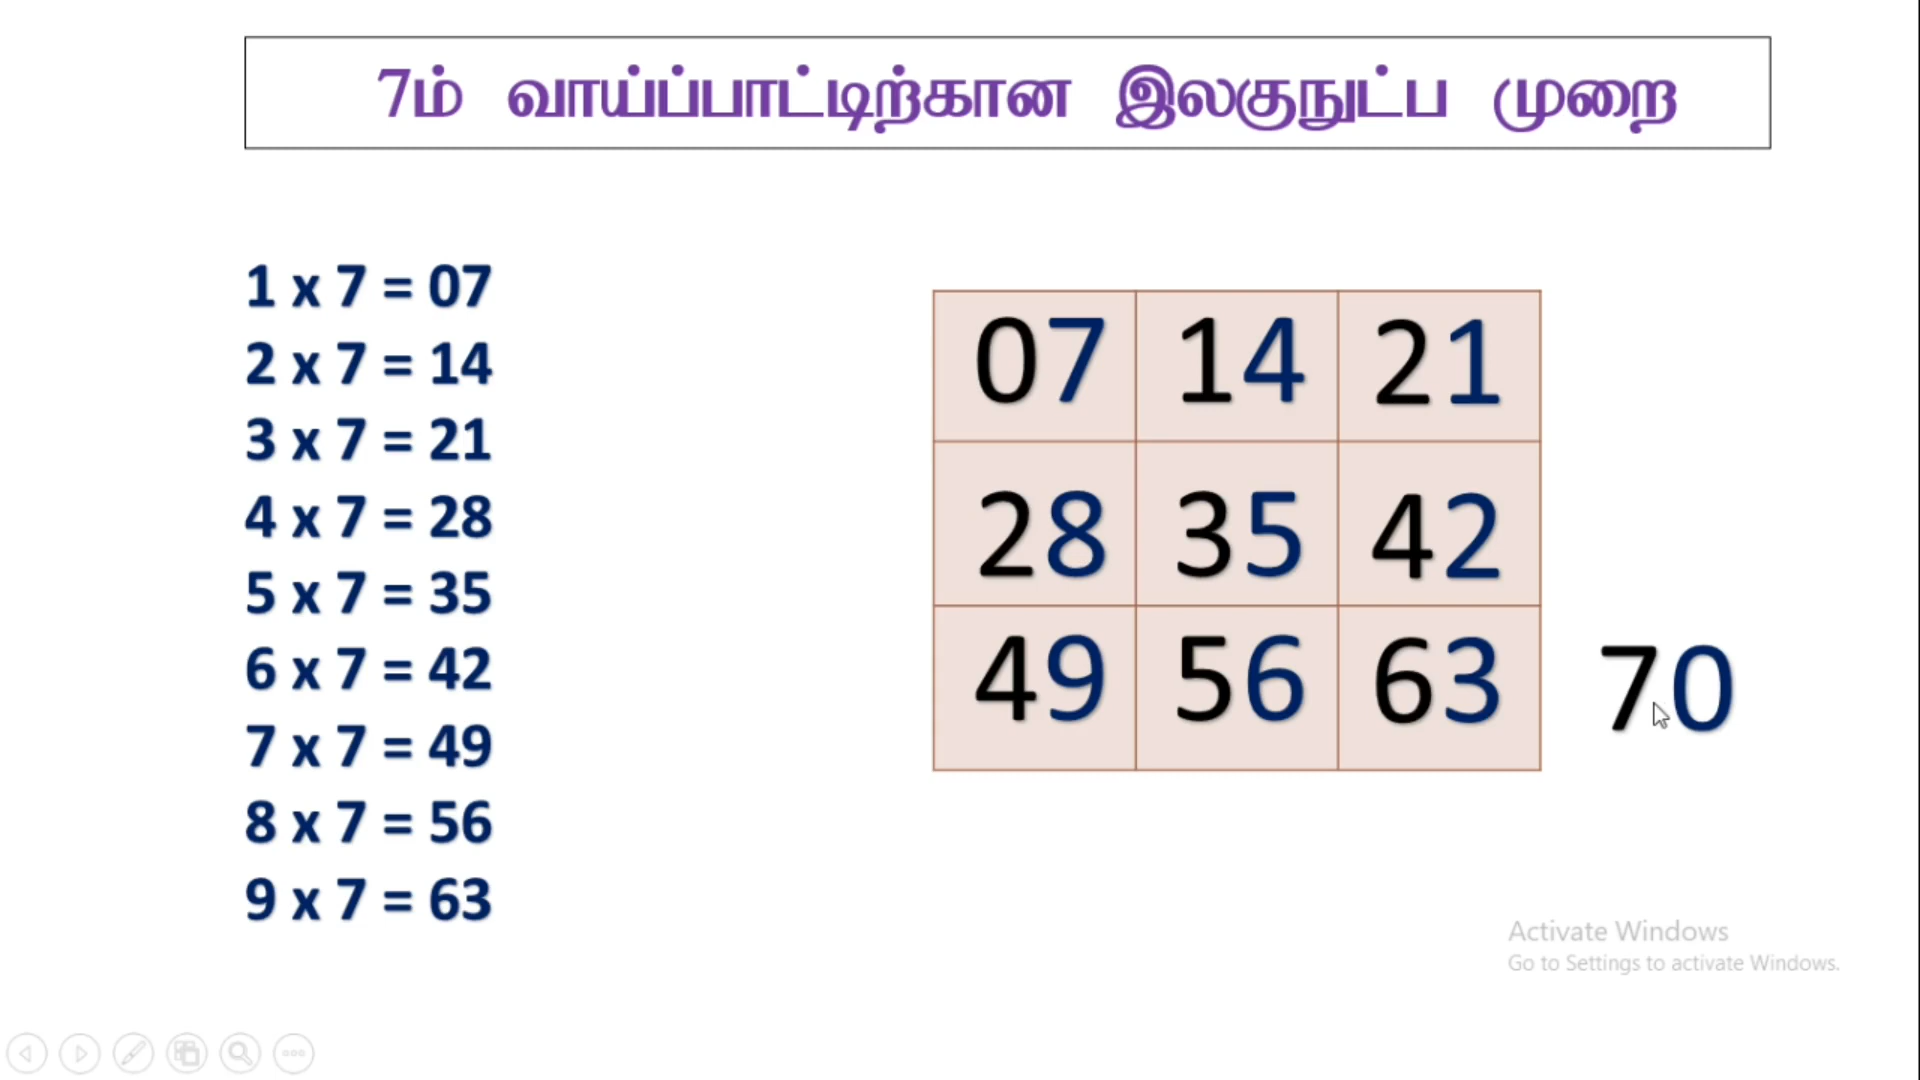 7ம் வாய்ப்பாட்டிற்கான இலகுநுட்ப முறை
1 x 7 = 07
2 x 7 = 14
3 x 7 = 21
4 x 7 = 28
5 x 7 = 35
6 x 7 = 42
7 x 7 = 49
8 x 7 = 56
9 x 7 = 63
07 14 21
28 35 42
49 56 63 70
Activate Windows
Go to Settings to activate Windows.